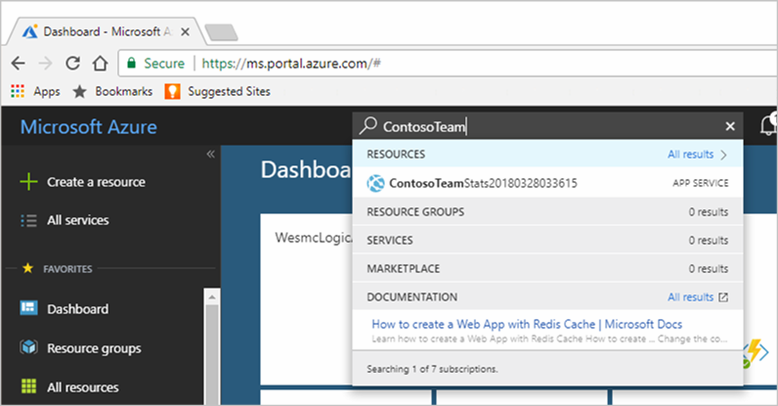 Dashboard - Microsoft A
Secure https://ms.portal.azure.com/#
Apps Bookmarks Suggested Sites
Microsoft Azure
ContosoTeam
RESOURCES All results >
ContosoTeamStats20180328033615 APP SERVICE
RESOURCE GROUPS 0 results
SERVICES 0 results
MARKETPLACE 0 results
DOCUMENTATION All results
How to create a Web App with Redis Cache | Microsoft Docs
Learn how to create a Web App with Redis Cache How to create ... Change the co...
Searching 1 of 7 subscriptions.
Create a resource
All services
FAVORITES
Dashboard
Resource groups
All resources
Dashboa
WesmcLogic